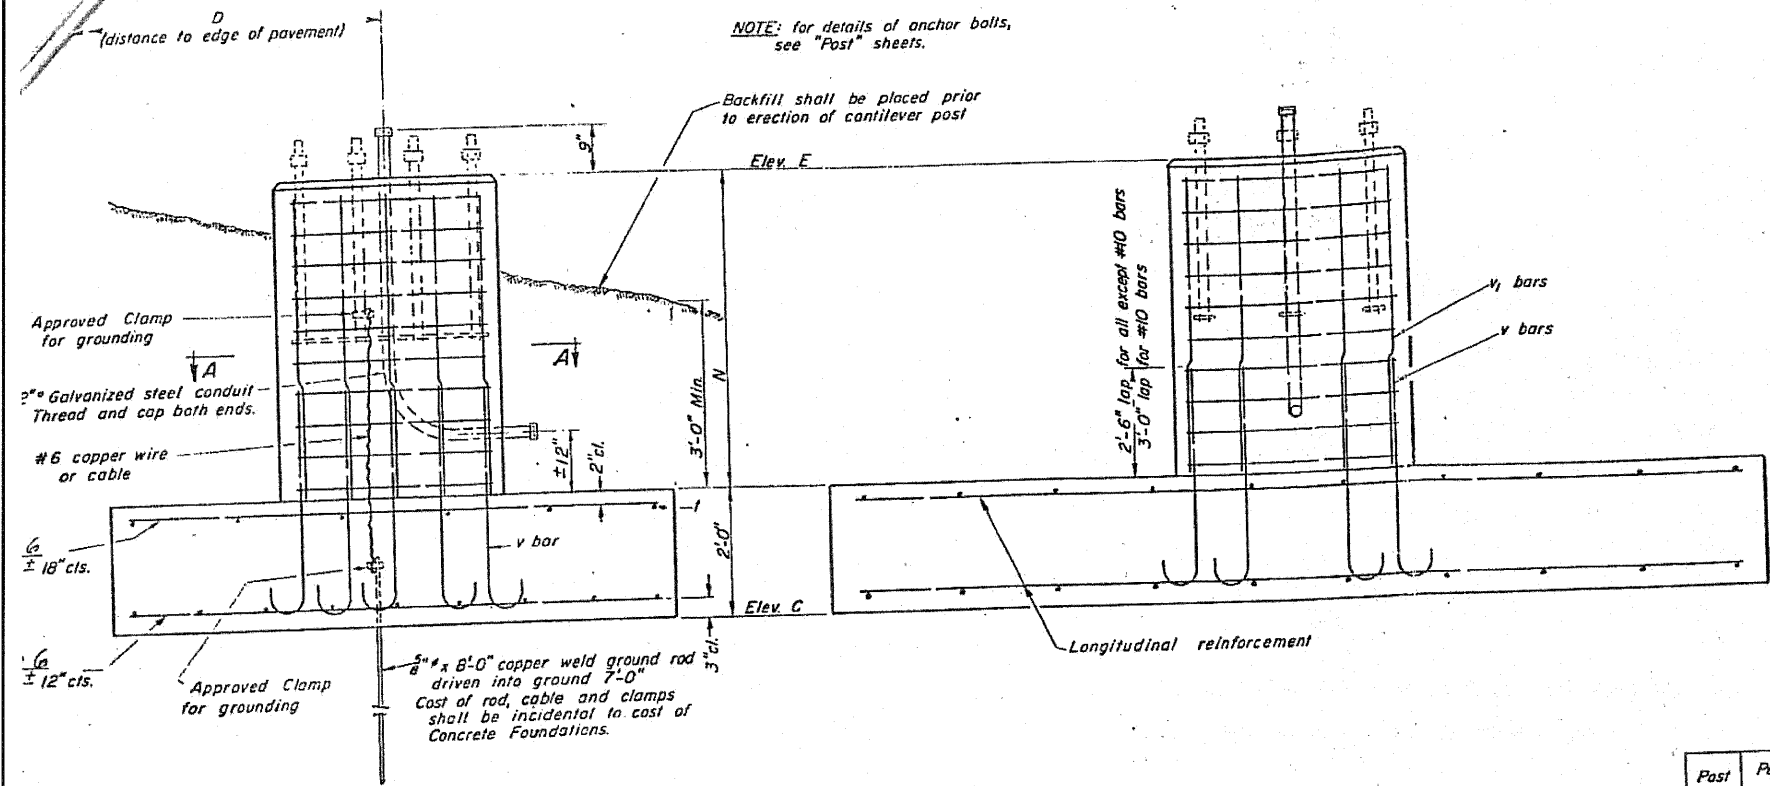 D
(distance to edge of pavement)
NOTE: for details of anchor bolts,
see "Post" sheets.
Backfill shall be placed prior
to erection of cantilever post
9"
Elev. E
Approved Clamp
for grounding
A
A
2"ø Galvanized steel conduit
Thread and cap both ends.
#6 copper wire
or cable
±12"
2"cl.
3'-0" Min.
N
2'-6" lap for all except #10 bars
3'-0" lap for #10 bars
v₁ bars
v bars
6
± 18" cts.
v bar
t
2'-0"
Elev. C
3"cl.
6
± 12" cts.
Approved Clamp
for grounding
5/8"ø x 8'-0" copper weld ground rod
driven into ground 7'-0"
Cost of rod, cable and clamps
shall be incidental to cost of
Concrete Foundations.
Longitudinal reinforcement
Post